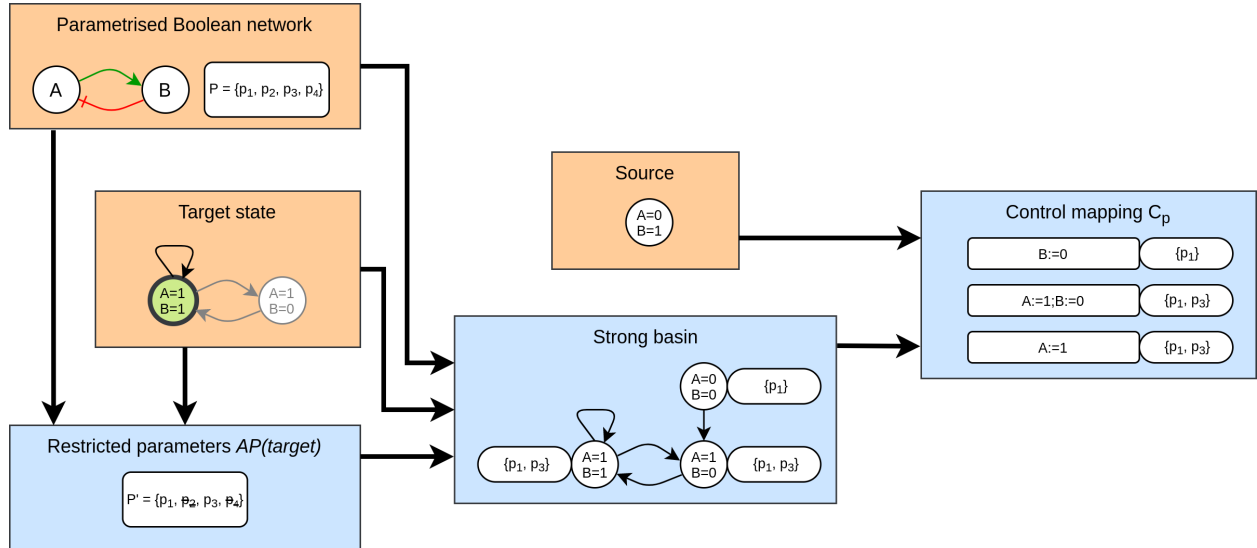 Parametrised Boolean network
A
B
P = {p₁, p₂, p₃, p₄}
Target state
A=1
B=1
A=1
B=0
Restricted parameters AP(target)
P' = {p₁, p₂, p₃, p₄}
Source
A=0
B=1
Strong basin
A=0
B=0
{p₁}
{p₁, p₃}
A=1
B=1
A=1
B=0
{p₁, p₃}
Control mapping Cₚ
B:=0
{p₁}
A:=1;B:=0
{p₁, p₃}
A:=1
{p₁, p₃}